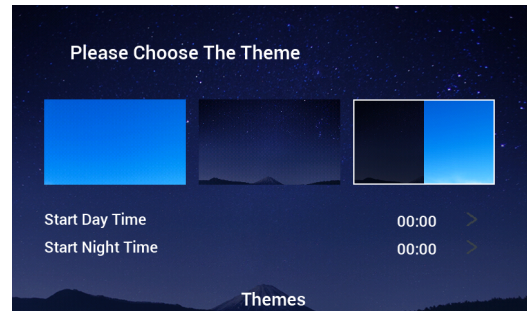 Please Choose The Theme
Start Day Time 00:00 >
Start Night Time 00:00 >
Themes